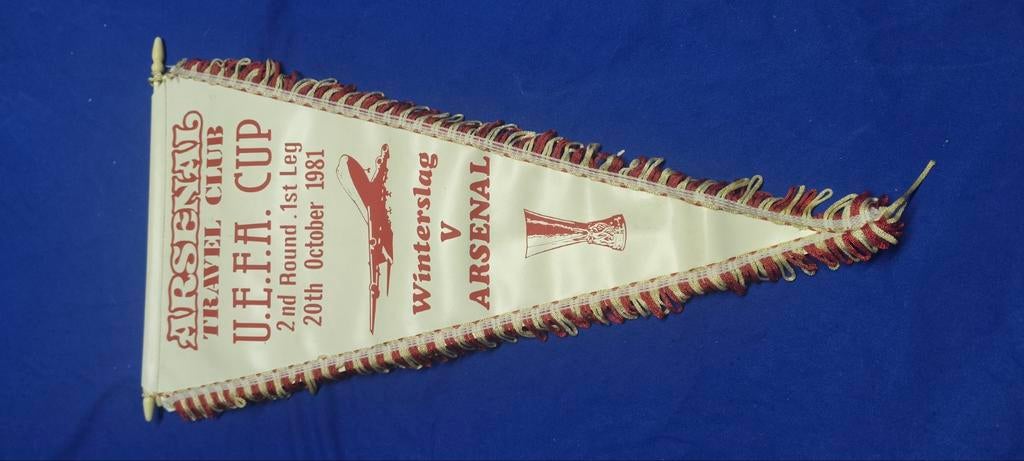 ARSENAL
TRAVEL CLUB
U.E.F.A. CUP
2nd Round.1st Leg
20th October 1981
Winterslag
V
ARSENAL